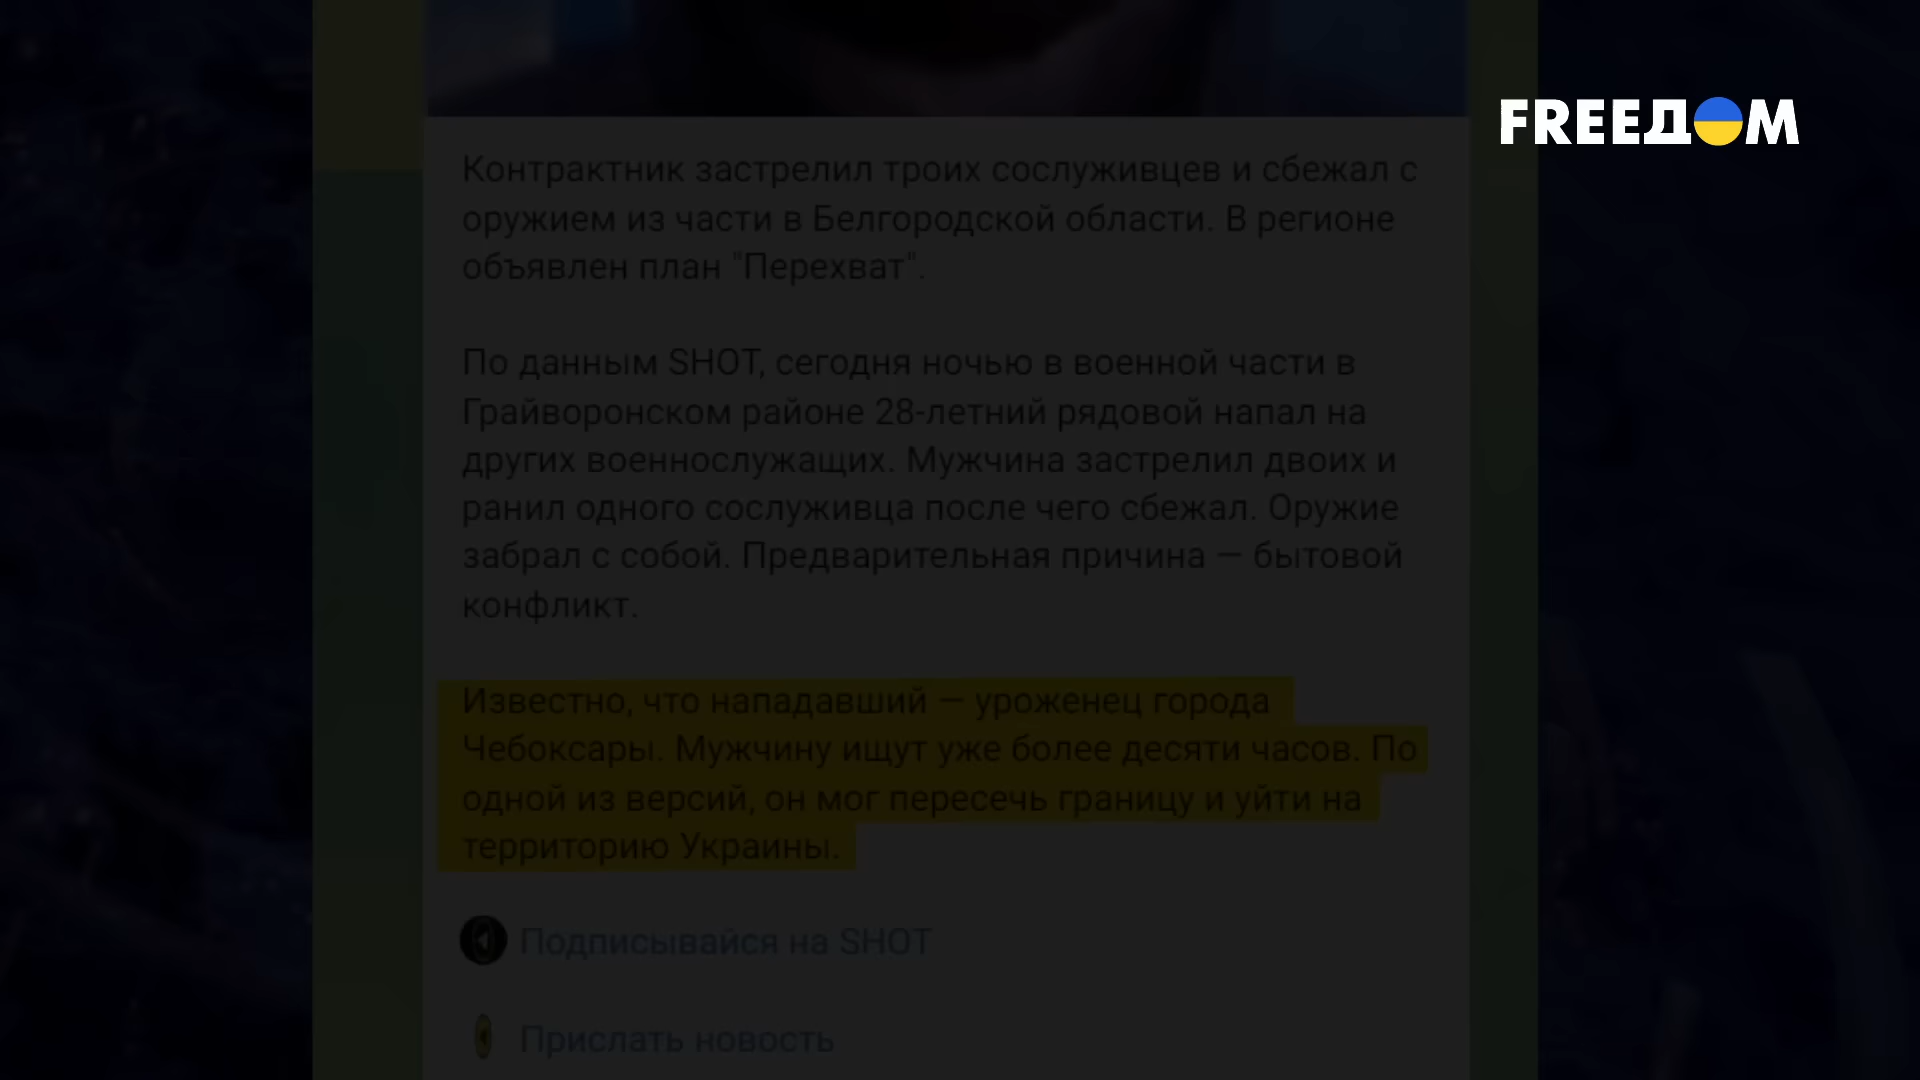 FREEДОМ
Контрактник застрелил троих сослуживцев и сбежал с
оружием из части в Белгородской области. В регионе
объявлен план "Перехват".
По данным SHOT, сегодня ночью в военной части в
Грайворонском районе 28-летний рядовой напал на
других военнослужащих. Мужчина застрелил двоих и
ранил одного сослуживца после чего сбежал. Оружие
забрал с собой. Предварительная причина — бытовой
конфликт.
Известно, что нападавший — уроженец города
Чебоксары. Мужчину ищут уже более десяти часов. По
одной из версий, он мог пересечь границу и уйти на
территорию Украины.
Подписывайся на SHOT
Прислать новость